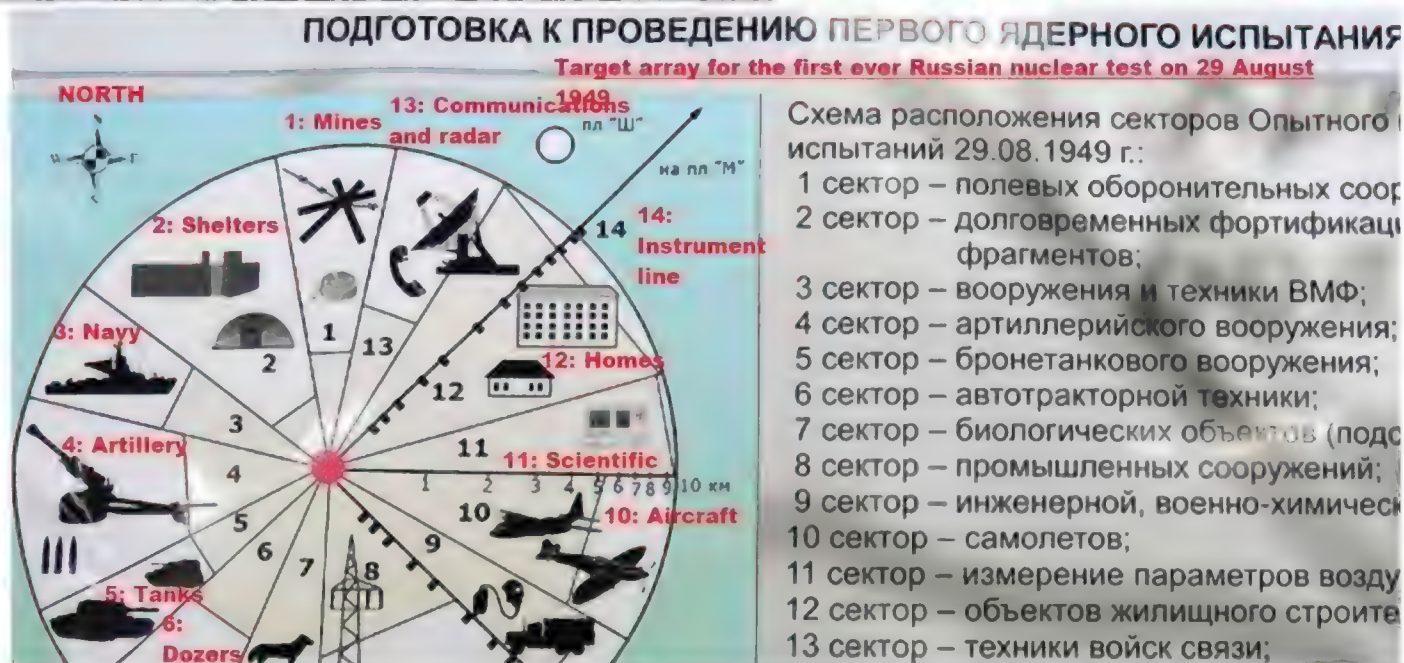 ПОДГОТОВКА К ПРОВЕДЕНИЮ ПЕРВОГО ЯДЕРНОГО ИСПЫТАНИЯ
Target array for the first ever Russian nuclear test on 29 August
1949
NORTH
1: Mines
13: Communications
and radar
пл "Ш"
на пл "М"
2: Shelters
14
14:
Instrument
line
3: Navy
1
2
13
12
12: Homes
3
4: Artillery
4
11
11: Scientific
1 2 3 4 5 6 7 8 9 10 км
5
10
10: Aircraft
6
7
8
9
5: Tanks
6:
Dozers
Схема расположения секторов Опытного
испытаний 29.08.1949 г.:
1 сектор – полевых оборонительных соор
2 сектор – долговременных фортификаци
фрагментов;
3 сектор – вооружения и техники ВМФ;
4 сектор – артиллерийского вооружения;
5 сектор – бронетанкового вооружения;
6 сектор – автотракторной техники;
7 сектор – биологических объектов (подо
8 сектор – промышленных сооружений;
9 сектор – инженерной, военно-химическ
10 сектор – самолетов;
11 сектор – измерение параметров возду
12 сектор – объектов жилищного строите
13 сектор – техники войск связи;